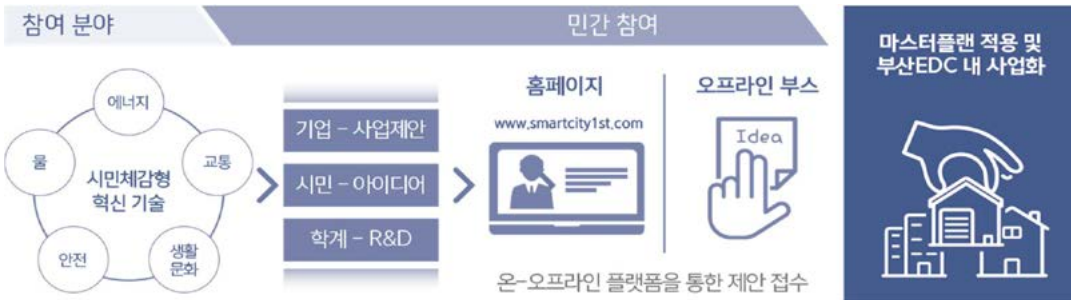 참여 분야
민간 참여
에너지
물
교통
시민체감형
혁신 기술
안전
생활
문화
기업 – 사업제안
시민 – 아이디어
학계 – R&D
홈페이지
www.smartcity1st.com
오프라인 부스
Idea
온-오프라인 플랫폼을 통한 제안 접수
마스터플랜 적용 및
부산EDC 내 사업화